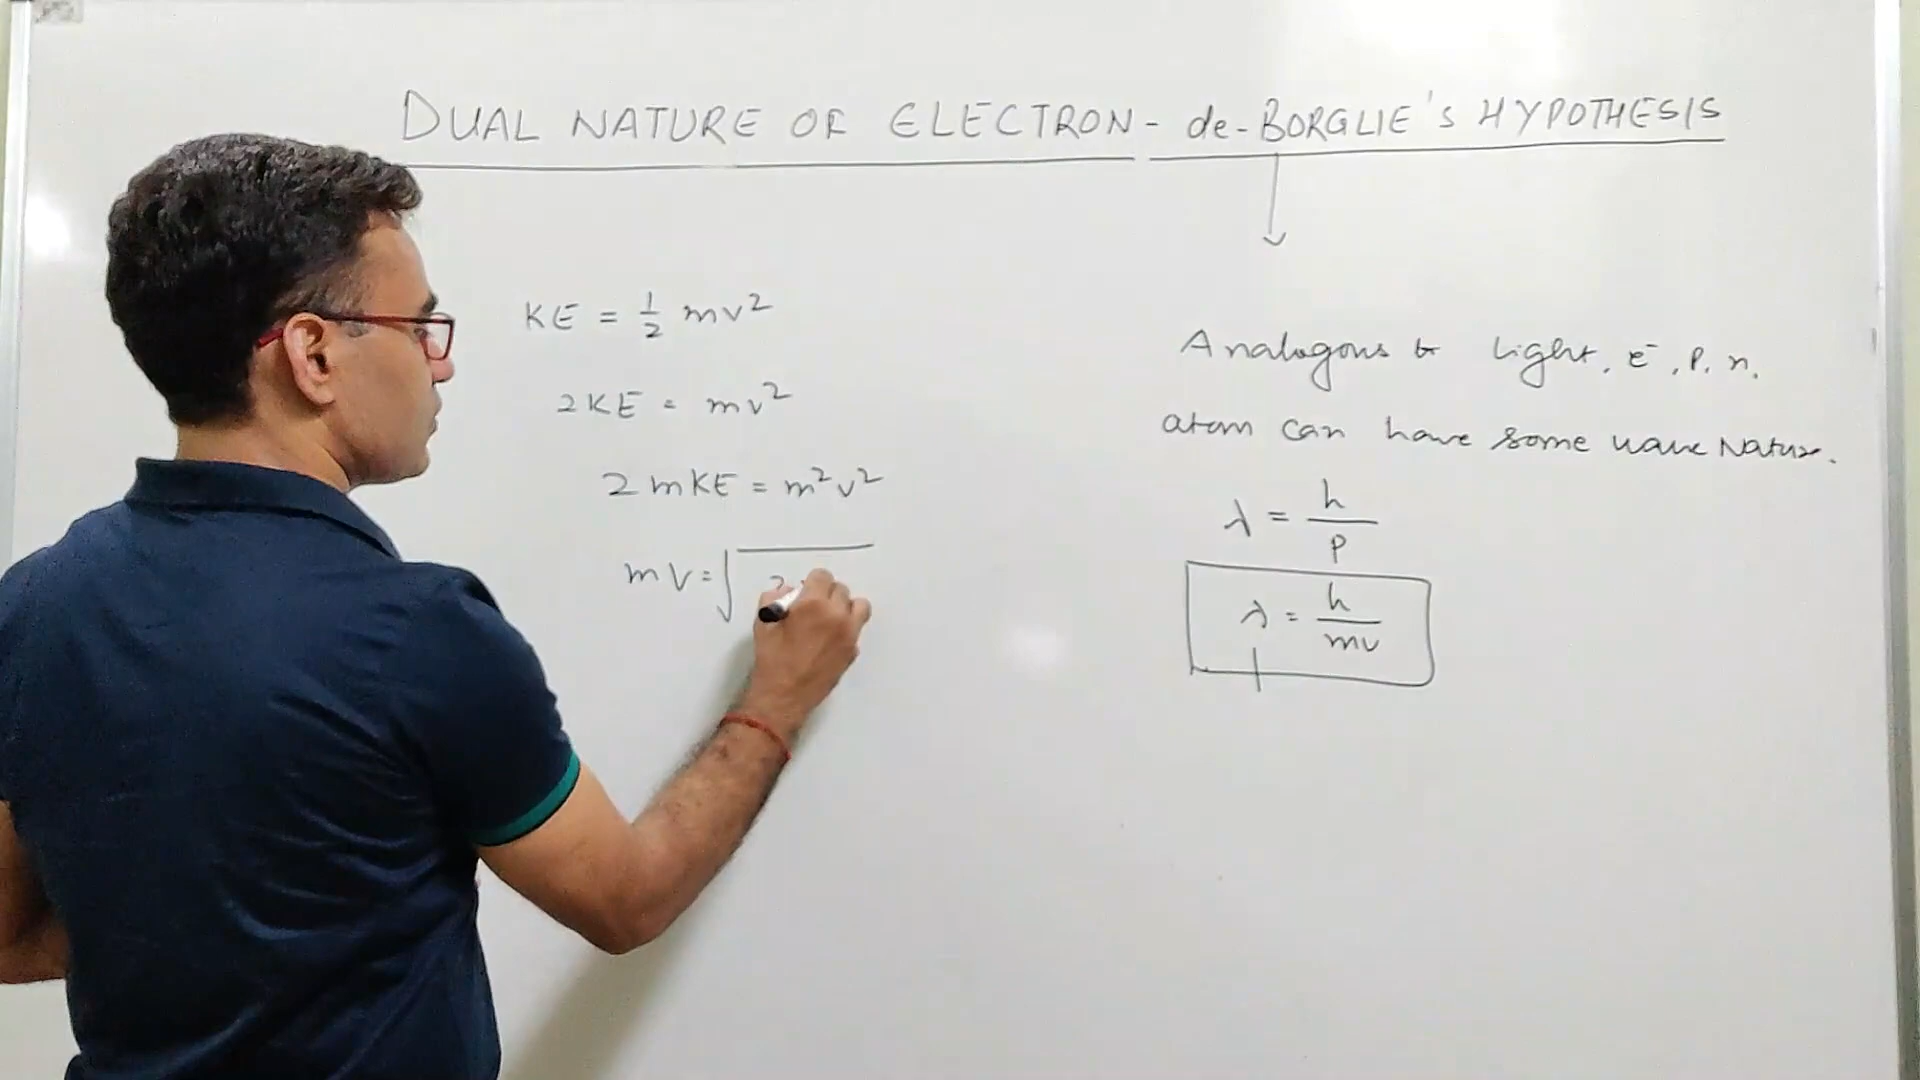 DUAL NATURE OF ELECTRON - de-BORGLIE'S HYPOTHESIS
KE = 1/2 mv²
2KE = mv²
2mKE = m²v²
mv = √2
Analogous to Light, e⁻, P, n,
atom can have some wave Nature.
λ = h/P
λ = h/mv